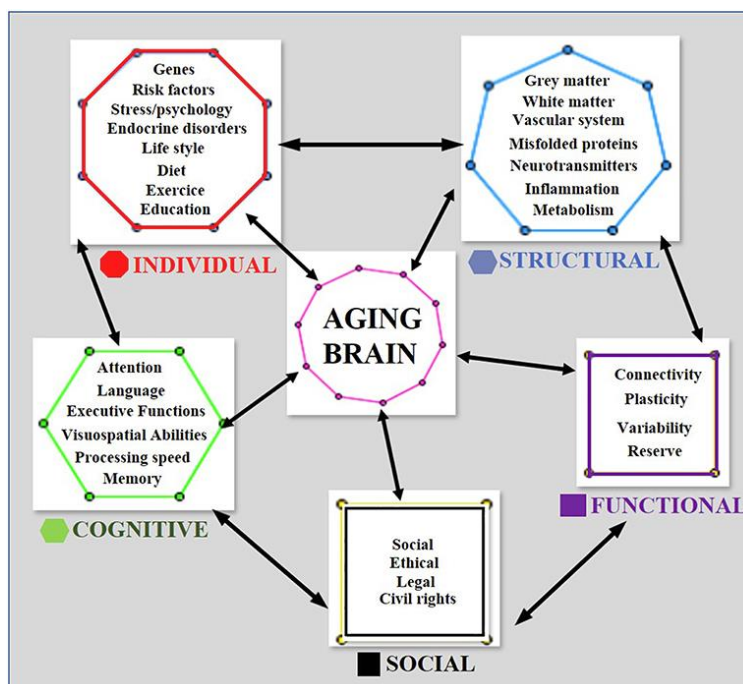 Genes
Risk factors
Stress/psychology
Endocrine disorders
Life style
Diet
Exercice
Education
INDIVIDUAL
Grey matter
White matter
Vascular system
Misfolded proteins
Neurotransmitters
Inflammation
Metabolism
STRUCTURAL
AGING
BRAIN
Attention
Language
Executive Functions
Visuospatial Abilities
Processing speed
Memory
COGNITIVE
Connectivity
Plasticity
Variability
Reserve
FUNCTIONAL
Social
Ethical
Legal
Civil rights
SOCIAL